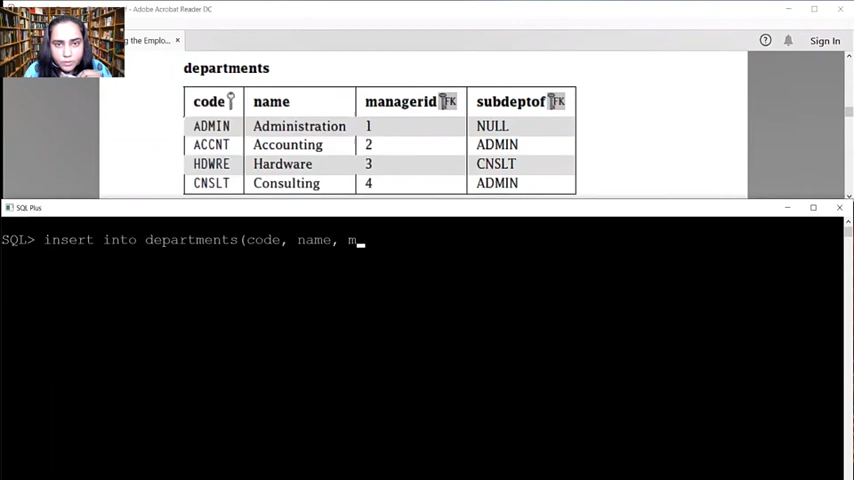 - Adobe Acrobat Reader DC
ng the Emplo...
Sign In
departments
code name managerid FK subdeptof FK
ADMIN Administration 1 NULL
ACCNT Accounting 2 ADMIN
HDWRE Hardware 3 CNSLT
CNSLT Consulting 4 ADMIN
SQL Plus
SQL> insert into departments(code, name, m_